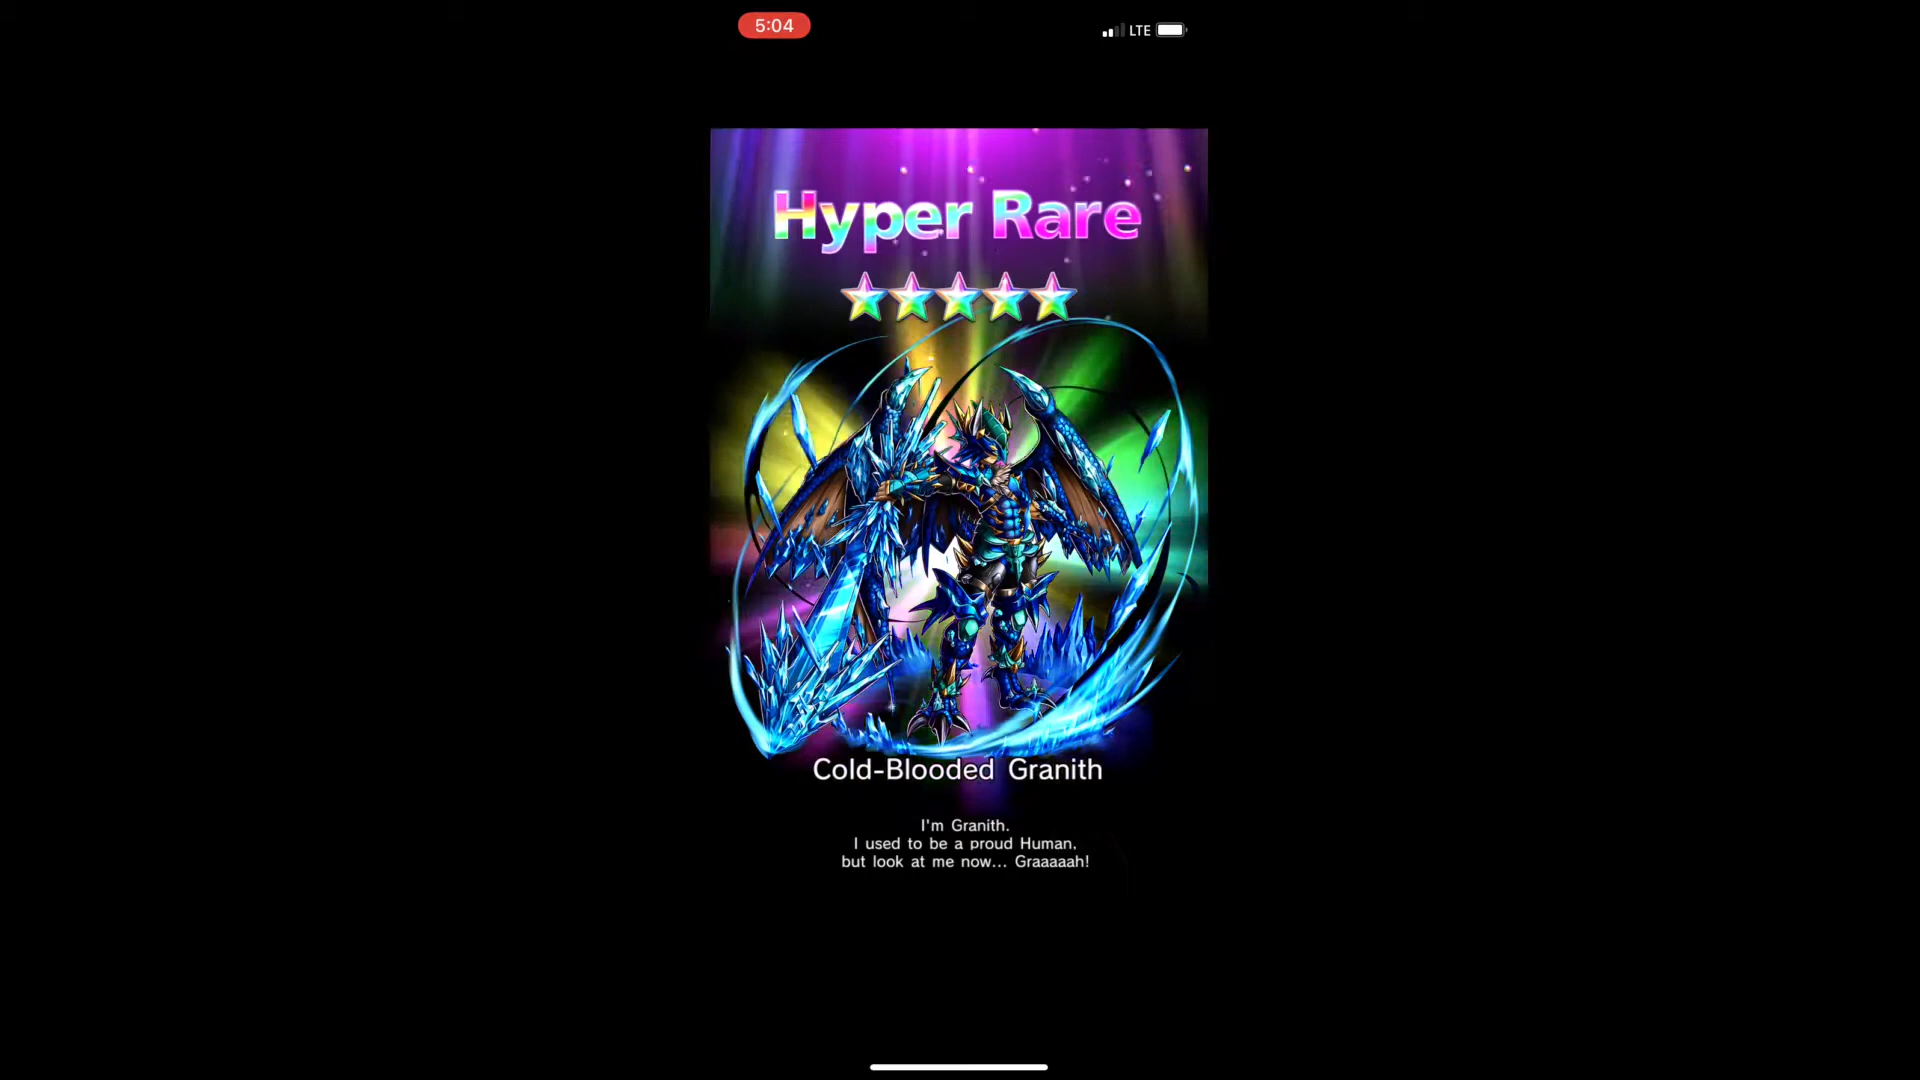 5:04
LTE
Hyper Rare
Cold-Blooded Granith
I'm Granith.
I used to be a proud Human,
but look at me now... Graaaaah!